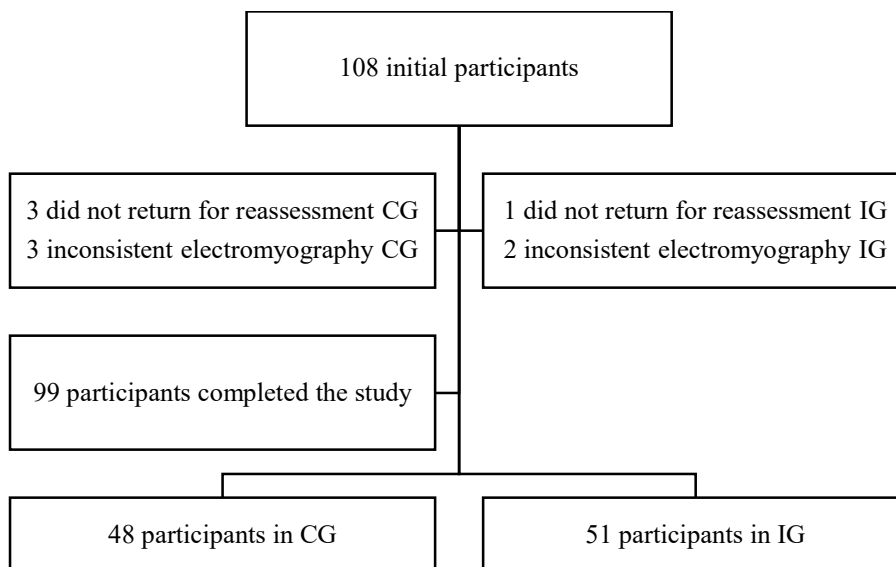 108 initial participants
3 did not return for reassessment CG
3 inconsistent electromyography CG
1 did not return for reassessment IG
2 inconsistent electromyography IG
99 participants completed the study
48 participants in CG
51 participants in IG